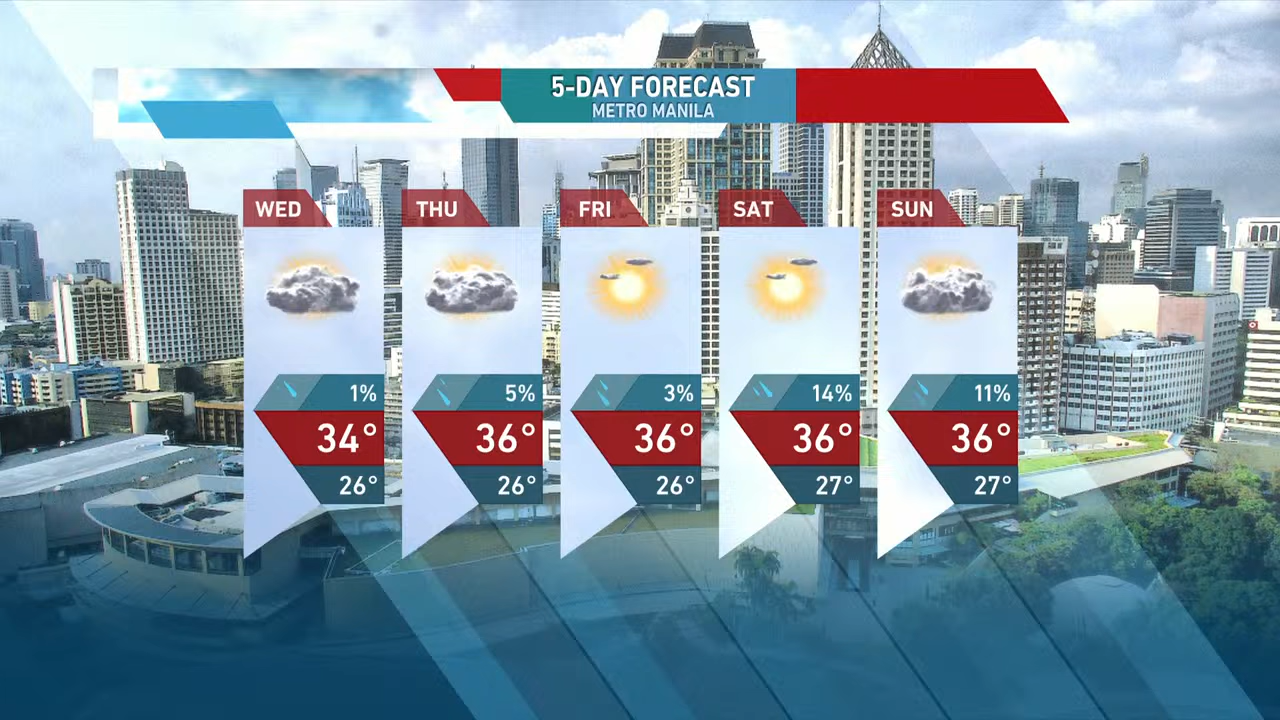 5-DAY FORECAST
METRO MANILA
WED
THU
FRI
SAT
SUN
1%
5%
3%
14%
11%
34°
36°
36°
36°
36°
26°
26°
26°
27°
27°